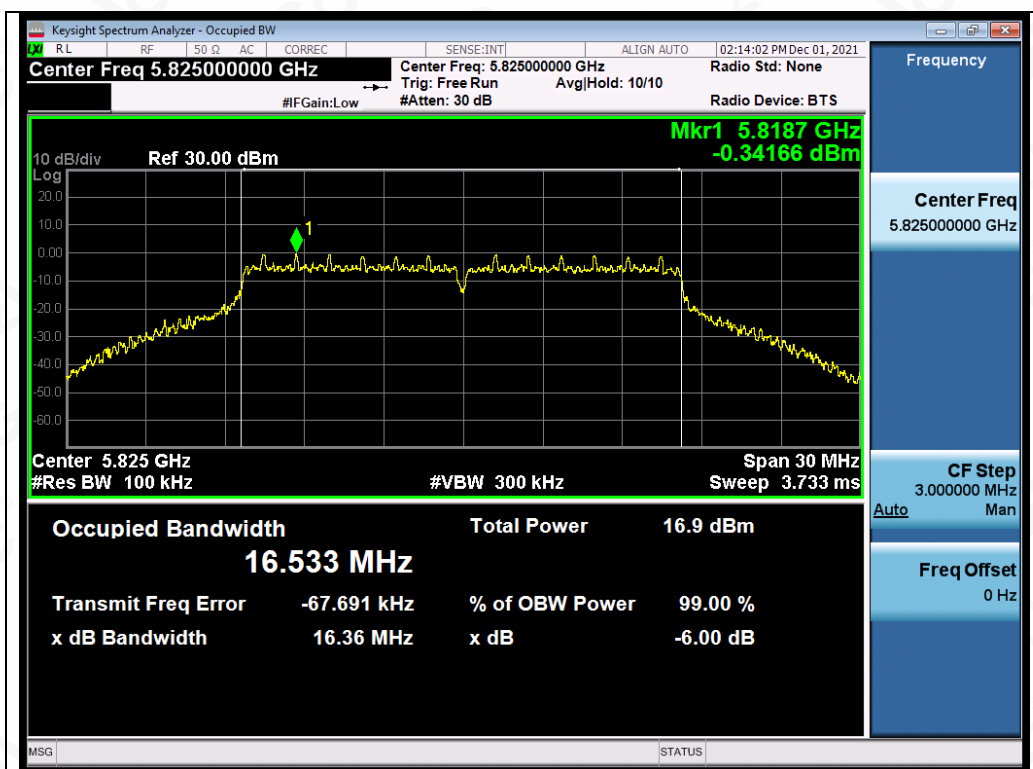 Keysight Spectrum Analyzer - Occupied BW
LXI RL RF 50 Ω AC CORREC SENSE:INT ALIGN AUTO 02:14:02 PM Dec 01, 2021
Center Freq 5.825000000 GHz Center Freq: 5.825000000 GHz Radio Std: None
Trig: Free Run Avg|Hold: 10/10
#IFGain:Low #Atten: 30 dB Radio Device: BTS
Mkr1 5.8187 GHz
10 dB/div Ref 30.00 dBm -0.34166 dBm
Log
20.0
10.0
1
0.00
-10.0
-20.0
-30.0
-40.0
-50.0
-60.0
Center 5.825 GHz Span 30 MHz
#Res BW 100 kHz #VBW 300 kHz Sweep 3.733 ms
Occupied Bandwidth Total Power 16.9 dBm
16.533 MHz
Transmit Freq Error -67.691 kHz % of OBW Power 99.00 %
x dB Bandwidth 16.36 MHz x dB -6.00 dB
Frequency
Center Freq
5.825000000 GHz
CF Step
3.000000 MHz
Auto Man
Freq Offset
0 Hz
MSG STATUS